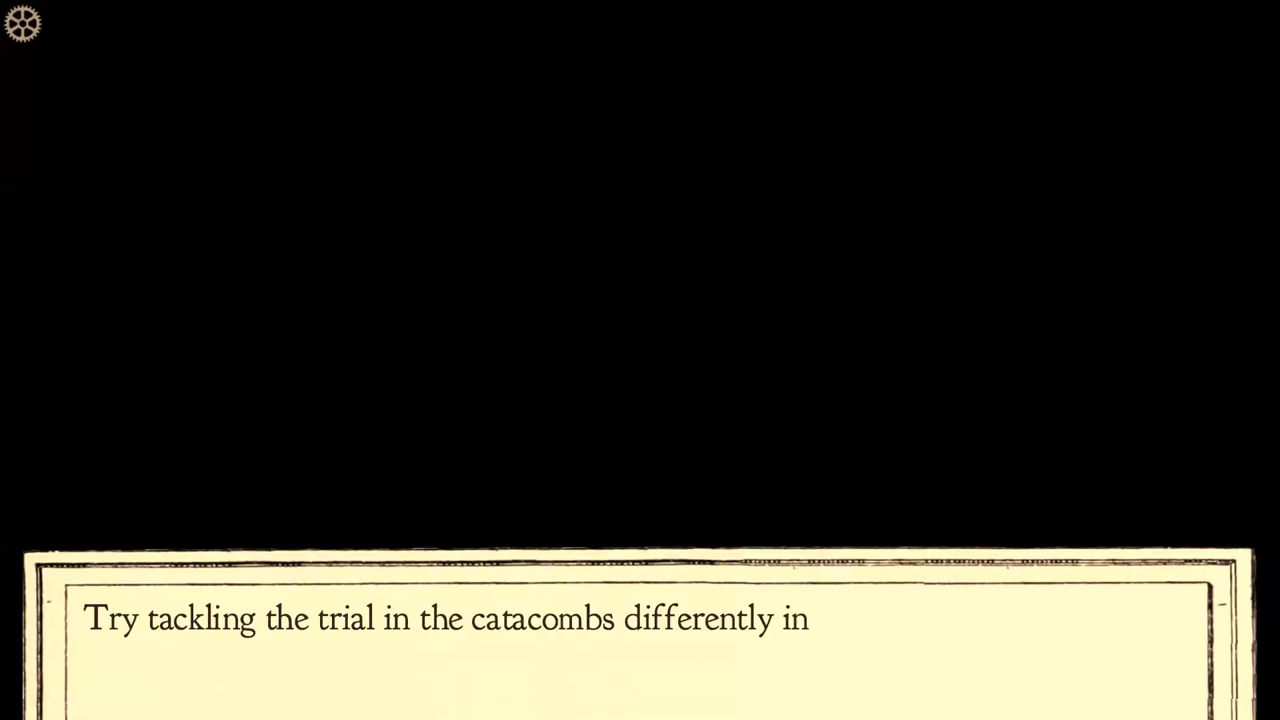 Try tackling the trial in the catacombs differently in